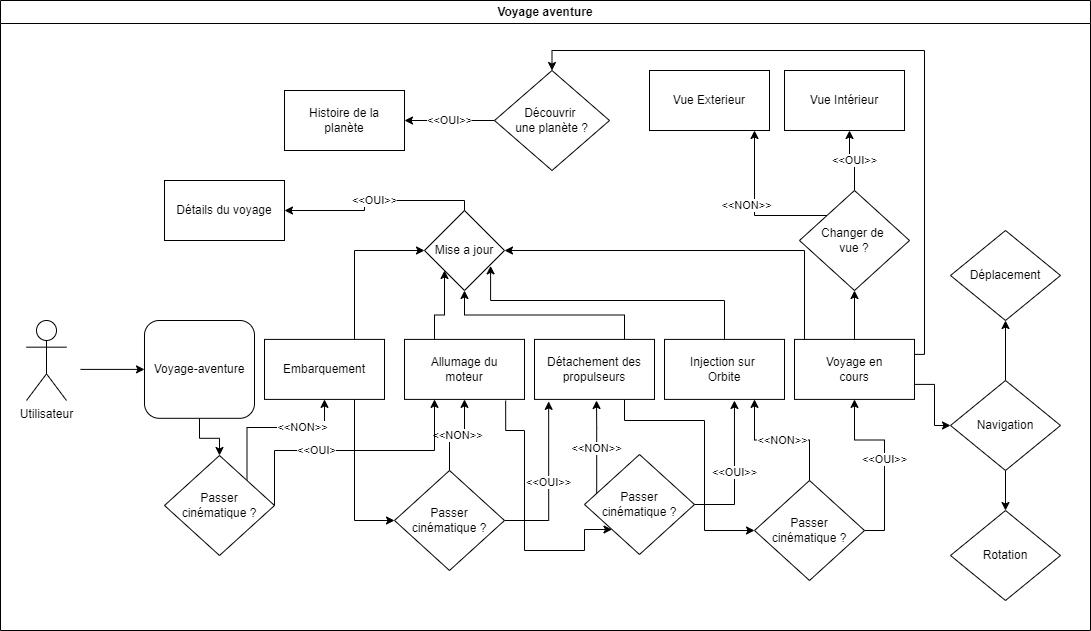 Voyage aventure
Histoire de la
planète
<<OUI>>
Découvrir
une planète ?
Vue Exterieur
Vue Intérieur
<<OUI>>
Détails du voyage
<<OUI>>
<<NON>>
Mise a jour
Changer de
vue ?
Déplacement
Utilisateur
Voyage-aventure
Embarquement
Allumage du
moteur
Détachement des
propulseurs
Injection sur
Orbite
Voyage en
cours
Navigation
<<NON>>
<<OUI>
<<NON>>
<<NON>>
<<NON>>
<<OUI>>
<<OUI>>
<<OUI>>
Passer
cinématique ?
Passer
cinématique ?
Passer
cinématique ?
Passer
cinématique ?
Rotation